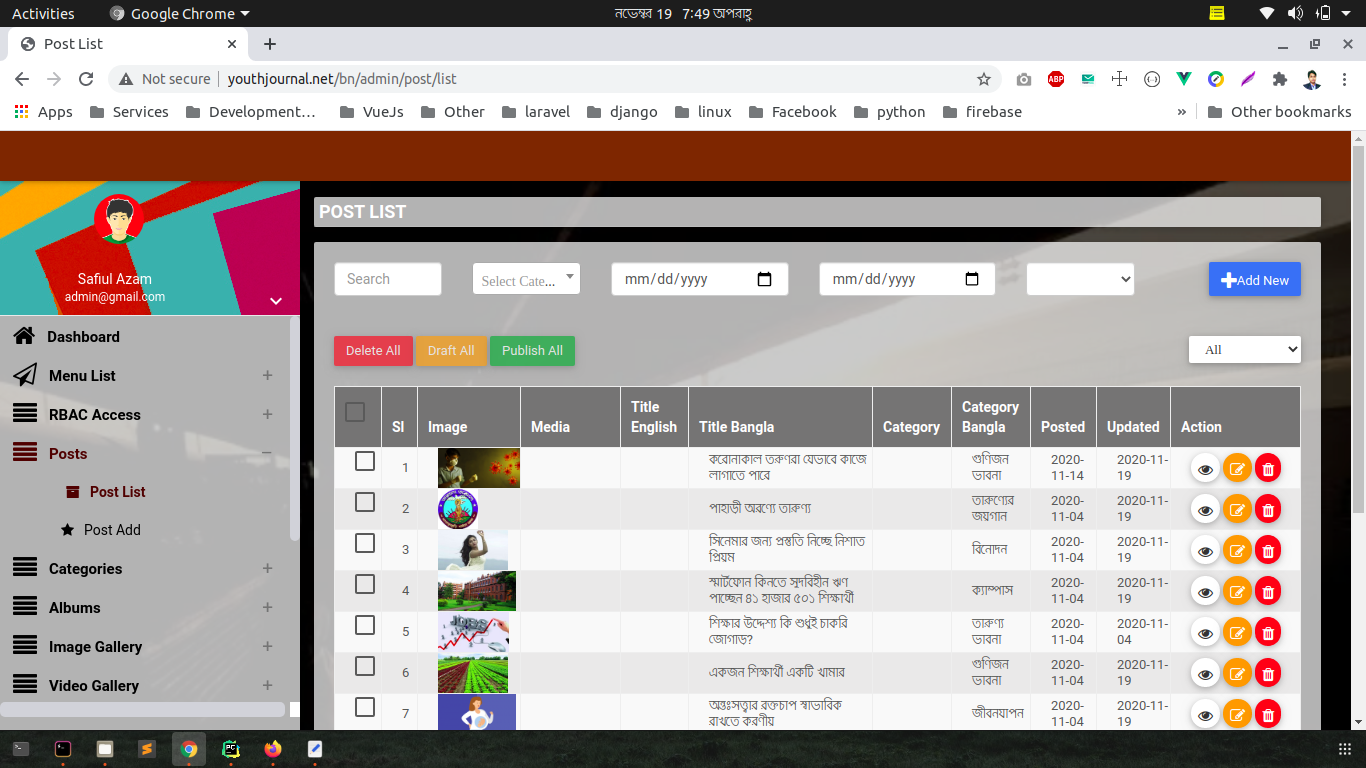 Activities
Google Chrome
নভেম্বর 19 7:49 অপরাহ্ণ
Post List
Not secure
youthjournal.net/bn/admin/post/list
ABP
Apps
Services
Development…
VueJs
Other
laravel
django
linux
Facebook
python
firebase
»
Other bookmarks
Safiul Azam
admin@gmail.com
Dashboard
Menu List +
RBAC Access +
Posts −
Post List
Post Add
Categories +
Albums +
Image Gallery +
Video Gallery +
POST LIST
Search
Select Cate...
mm/dd/yyyy
mm/dd/yyyy
Add New
Delete All
Draft All
Publish All
All
Sl
Image
Media
Title
English
Title Bangla
Category
Category
Bangla
Posted
Updated
Action
1
করোনাকাল তরুণরা যেভাবে কাজে
লাগাতে পারে
গুণিজন
ভাবনা
2020-
11-14
2020-11-
19
2
পাহাড়ী অরণ্যে তারুণ্য
তারুণ্যের
জয়গান
2020-
11-04
2020-11-
19
3
সিনেমার জন্য প্রস্তুতি নিচ্ছে নিশাত
প্রিয়ম
বিনোদন
2020-
11-04
2020-11-
19
4
স্মার্টফোন কিনতে সুদবিহীন ঋণ
পাচ্ছেন ৪১ হাজার ৫০১ শিক্ষার্থী
ক্যাম্পাস
2020-
11-04
2020-11-
19
5
JOBS
শিক্ষার উদ্দেশ্য কি শুধুই চাকরি
জোগাড়?
তারুণ্য
ভাবনা
2020-
11-04
2020-11-
04
6
একজন শিক্ষার্থী একটি খামার
গুণিজন
ভাবনা
2020-
11-04
2020-11-
19
7
অন্তঃসত্ত্বার রক্তচাপ স্বাভাবিক
রাখতে করণীয়
জীবনযাপন
2020-
11-04
2020-11-
19